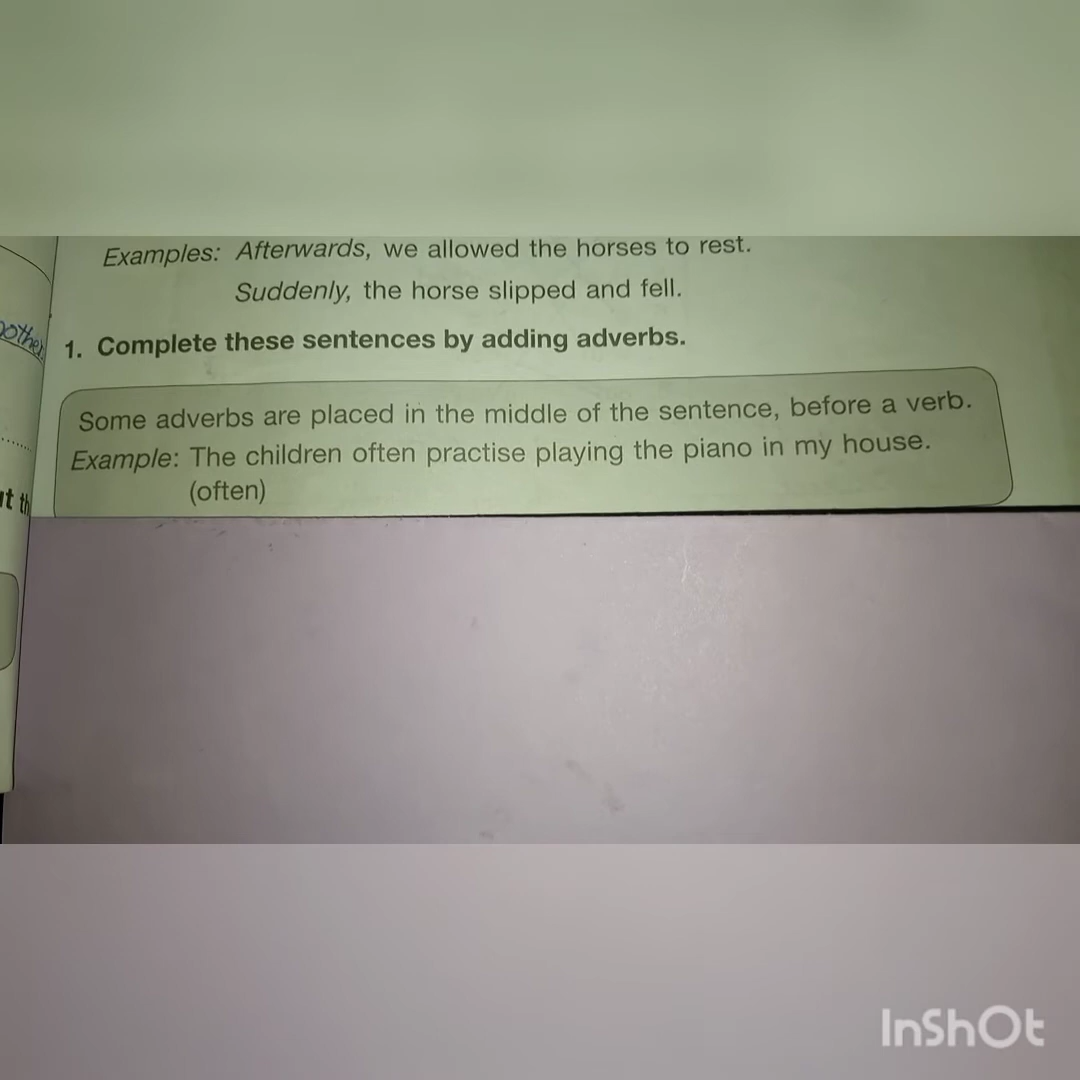 Examples: Afterwards, we allowed the horses to rest.
Suddenly, the horse slipped and fell.
1. Complete these sentences by adding adverbs.
Some adverbs are placed in the middle of the sentence, before a verb.
Example: The children often practise playing the piano in my house.
(often)
InShOt